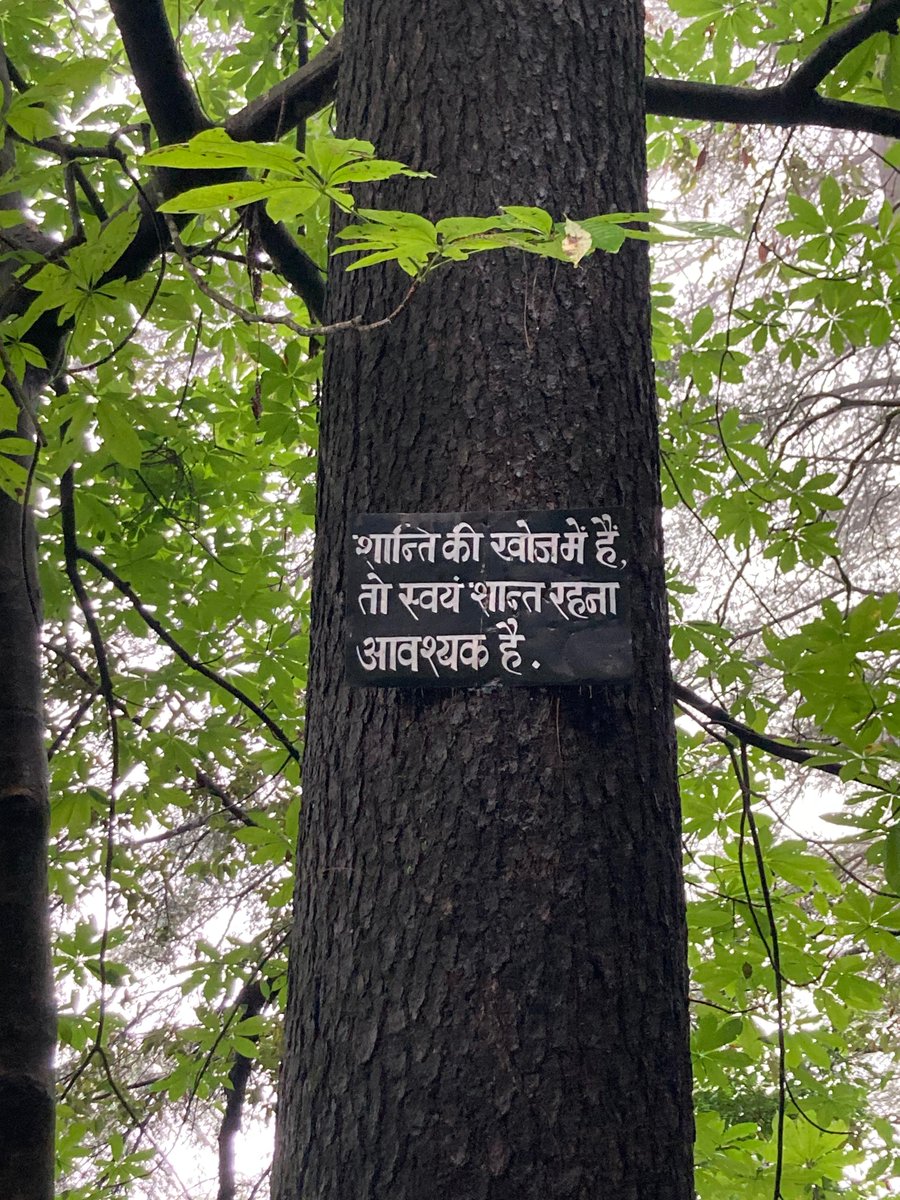 शान्ति की खोज में हैं,
तो स्वयं शान्त रहना
आवश्यक है.